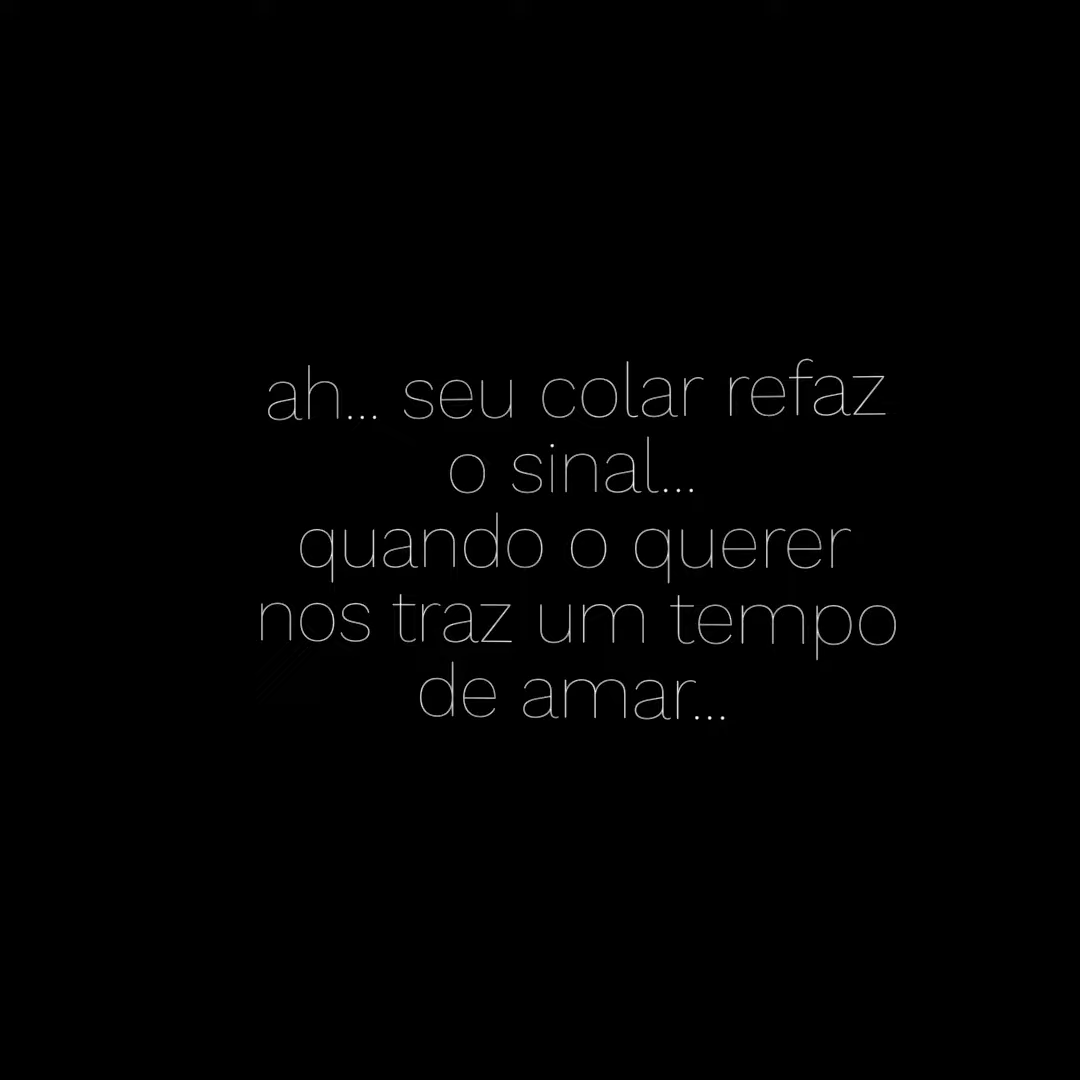 ah... seu colar refaz
o sinal...
quando o querer
nos traz um tempo
de amar...